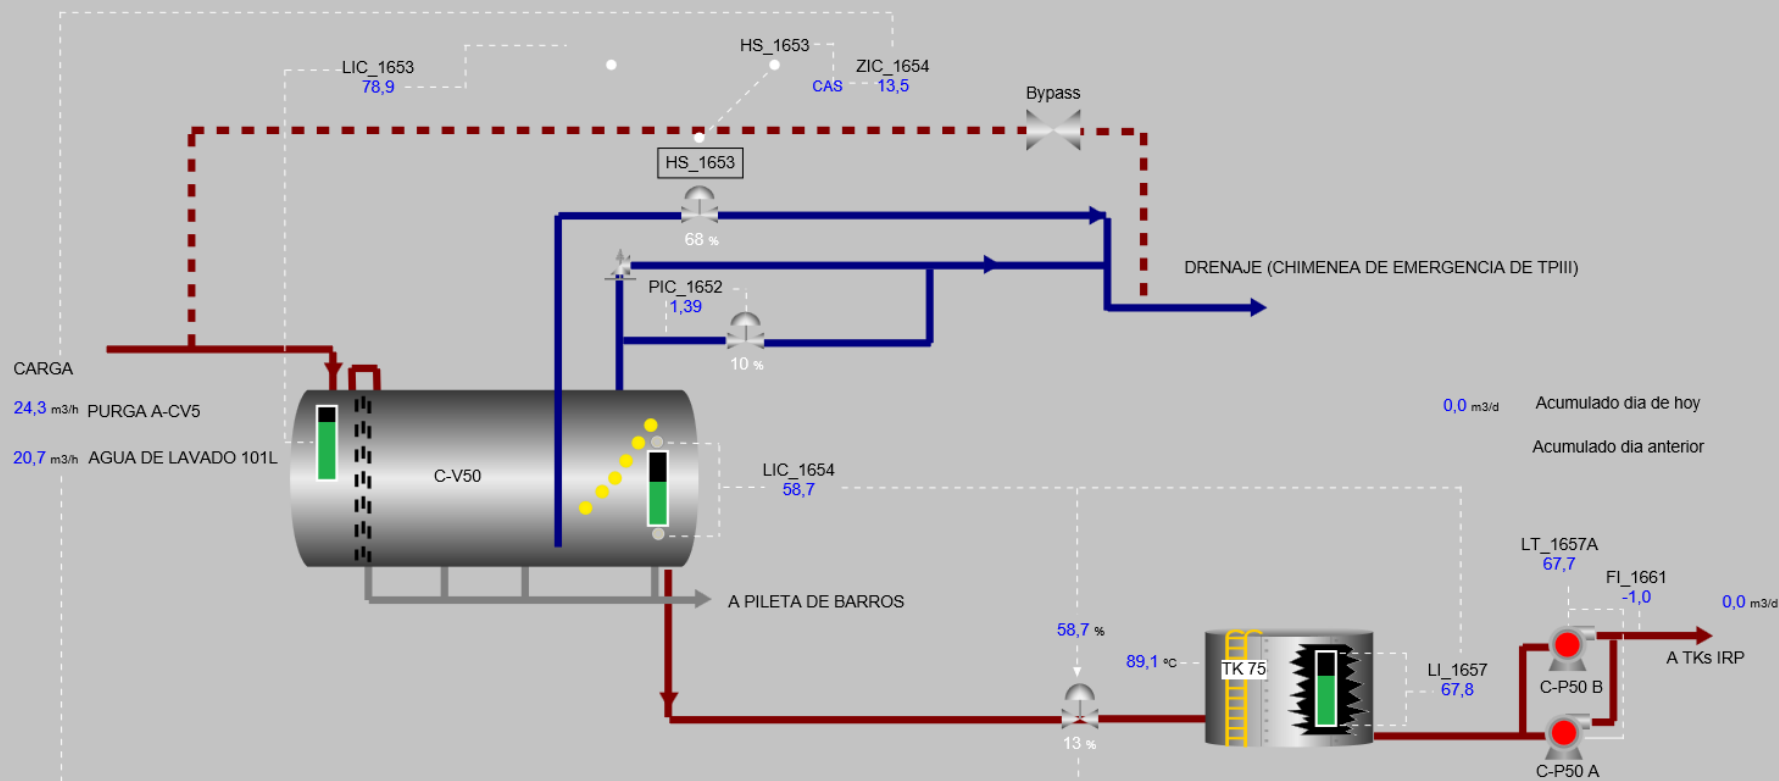 HS_1653
LIC_1653
78,9
ZIC_1654
CAS 13,5
Bypass
HS_1653
68 %
DRENAJE (CHIMENEA DE EMERGENCIA DE TPIII)
PIC_1652
1,39
10 %
CARGA
24,3 m3/h PURGA A-CV5
20,7 m3/h AGUA DE LAVADO 101L
C-V50
LIC_1654
58,7
0,0 m3/d Acumulado dia de hoy
Acumulado dia anterior
A PILETA DE BARROS
58,7 %
89,1 ºC
TK 75
13 %
LI_1657
67,8
LT_1657A
67,7
FI_1661
-1,0
0,0 m3/d
A TKs IRP
C-P50 B
C-P50 A